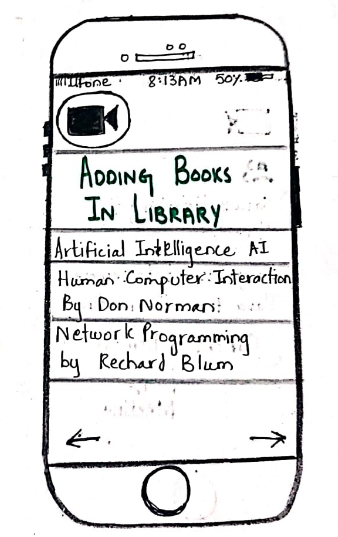 Ufone 8:13AM 50%
ADDING BOOKS
IN LIBRARY
Artificial Intelligence AI
Human Computer Interaction
By Don Norman
Network Programming
by Rechard Blum